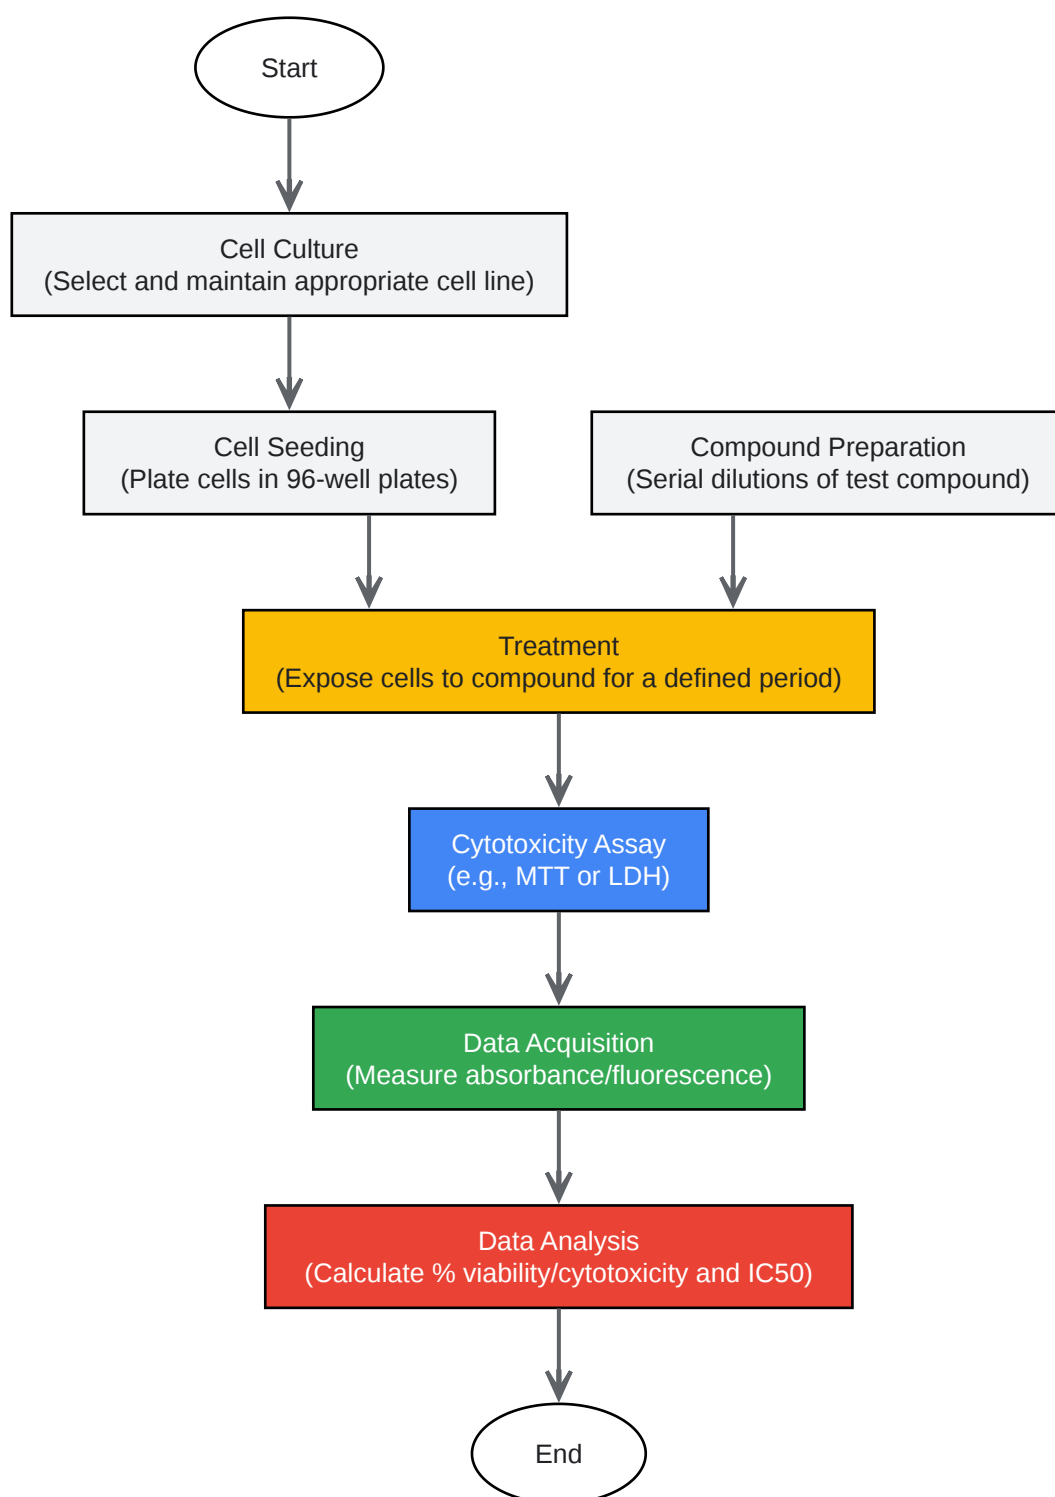 Start
Cell Culture
(Select and maintain appropriate cell line)
Cell Seeding
(Plate cells in 96-well plates)
Compound Preparation
(Serial dilutions of test compound)
Treatment
(Expose cells to compound for a defined period)
Cytotoxicity Assay
(e.g., MTT or LDH)
Data Acquisition
(Measure absorbance/fluorescence)
Data Analysis
(Calculate % viability/cytotoxicity and IC50)
End